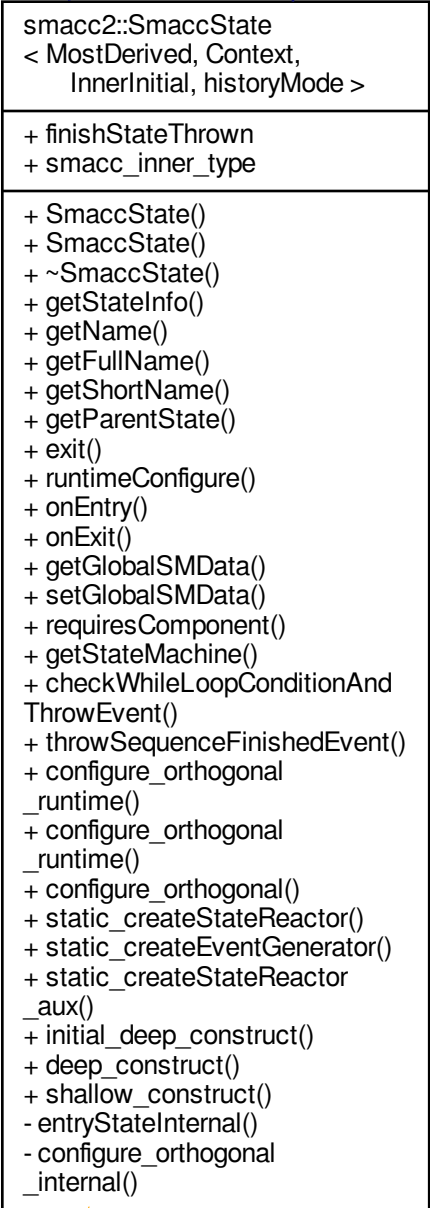 smacc2::SmaccState
< MostDerived, Context,
InnerInitial, historyMode >
+ finishStateThrown
+ smacc_inner_type
+ SmaccState()
+ SmaccState()
+ ~SmaccState()
+ getStateInfo()
+ getName()
+ getFullName()
+ getShortName()
+ getParentState()
+ exit()
+ runtimeConfigure()
+ onEntry()
+ onExit()
+ getGlobalSMData()
+ setGlobalSMData()
+ requiresComponent()
+ getStateMachine()
+ checkWhileLoopConditionAnd
ThrowEvent()
+ throwSequenceFinishedEvent()
+ configure_orthogonal
_runtime()
+ configure_orthogonal
_runtime()
+ configure_orthogonal()
+ static_createStateReactor()
+ static_createEventGenerator()
+ static_createStateReactor
_aux()
+ initial_deep_construct()
+ deep_construct()
+ shallow_construct()
- entryStateInternal()
- configure_orthogonal
_internal()